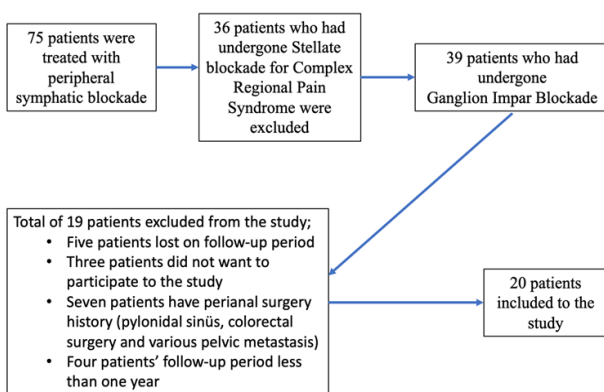 75 patients were
treated with
peripheral
symphatic blockade
36 patients who had
undergone Stellate
blockade for Complex
Regional Pain
Syndrome were
excluded
39 patients who had
undergone
Ganglion Impar Blockade
Total of 19 patients excluded from the study;
• Five patients lost on follow-up period
• Three patients did not want to
participate to the study
• Seven patients have perianal surgery
history (pylonidal sinüs, colorectal
surgery and various pelvic metastasis)
• Four patients’ follow-up period less
than one year
20 patients
included to the
study